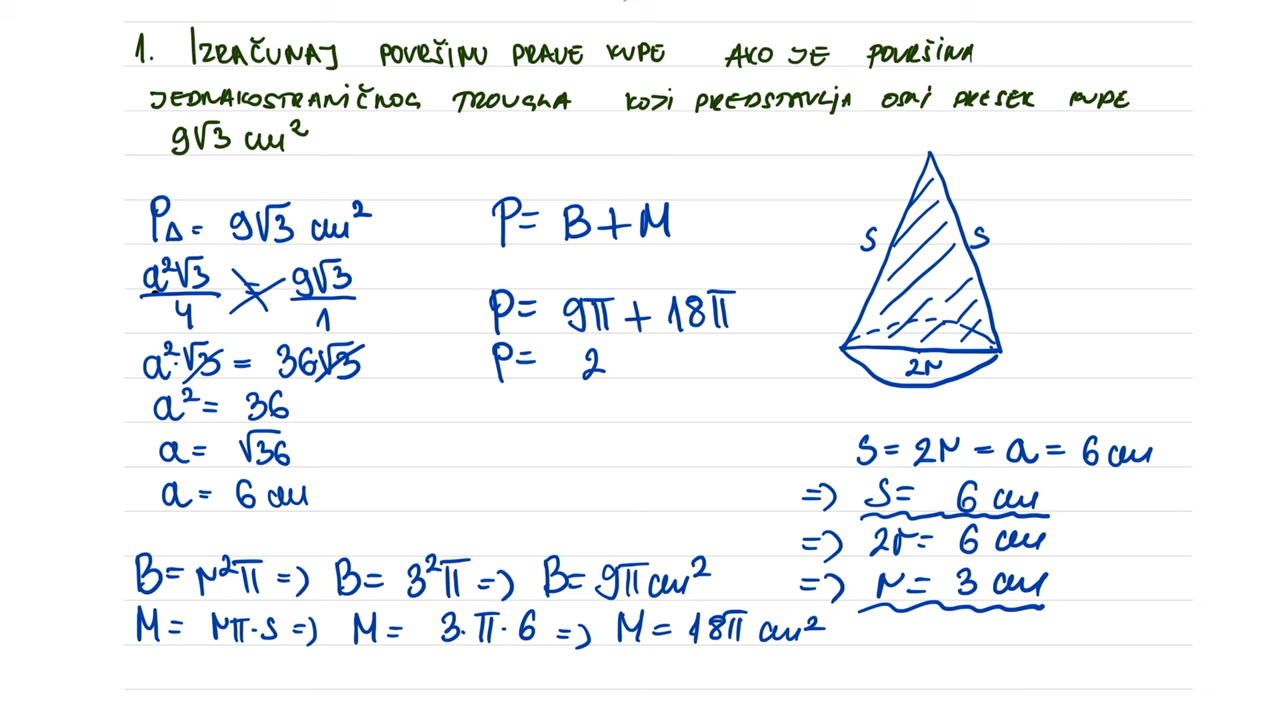 1. IZRAČUNAJ POVRŠINU PRAVE KUPE AKO JE POVRŠINA
JEDNAKOSTRANIČNOG TROUGLA KOJI PREDSTAVLJA OSNI PRESEK KUPE
9√3 cm²
P△ = 9√3 cm²
a²√3/4 = 9√3/1
a²·√3 = 36√3
a² = 36
a = √36
a = 6 cm
P = B + M
P = 9π + 18π
P = 2
S
S
2r
S = 2r = a = 6 cm
=> S = 6 cm
=> 2r = 6 cm
=> r = 3 cm
B = r²π => B = 3²π => B = 9π cm²
M = rπ·s => M = 3·π·6 => M = 18π cm²